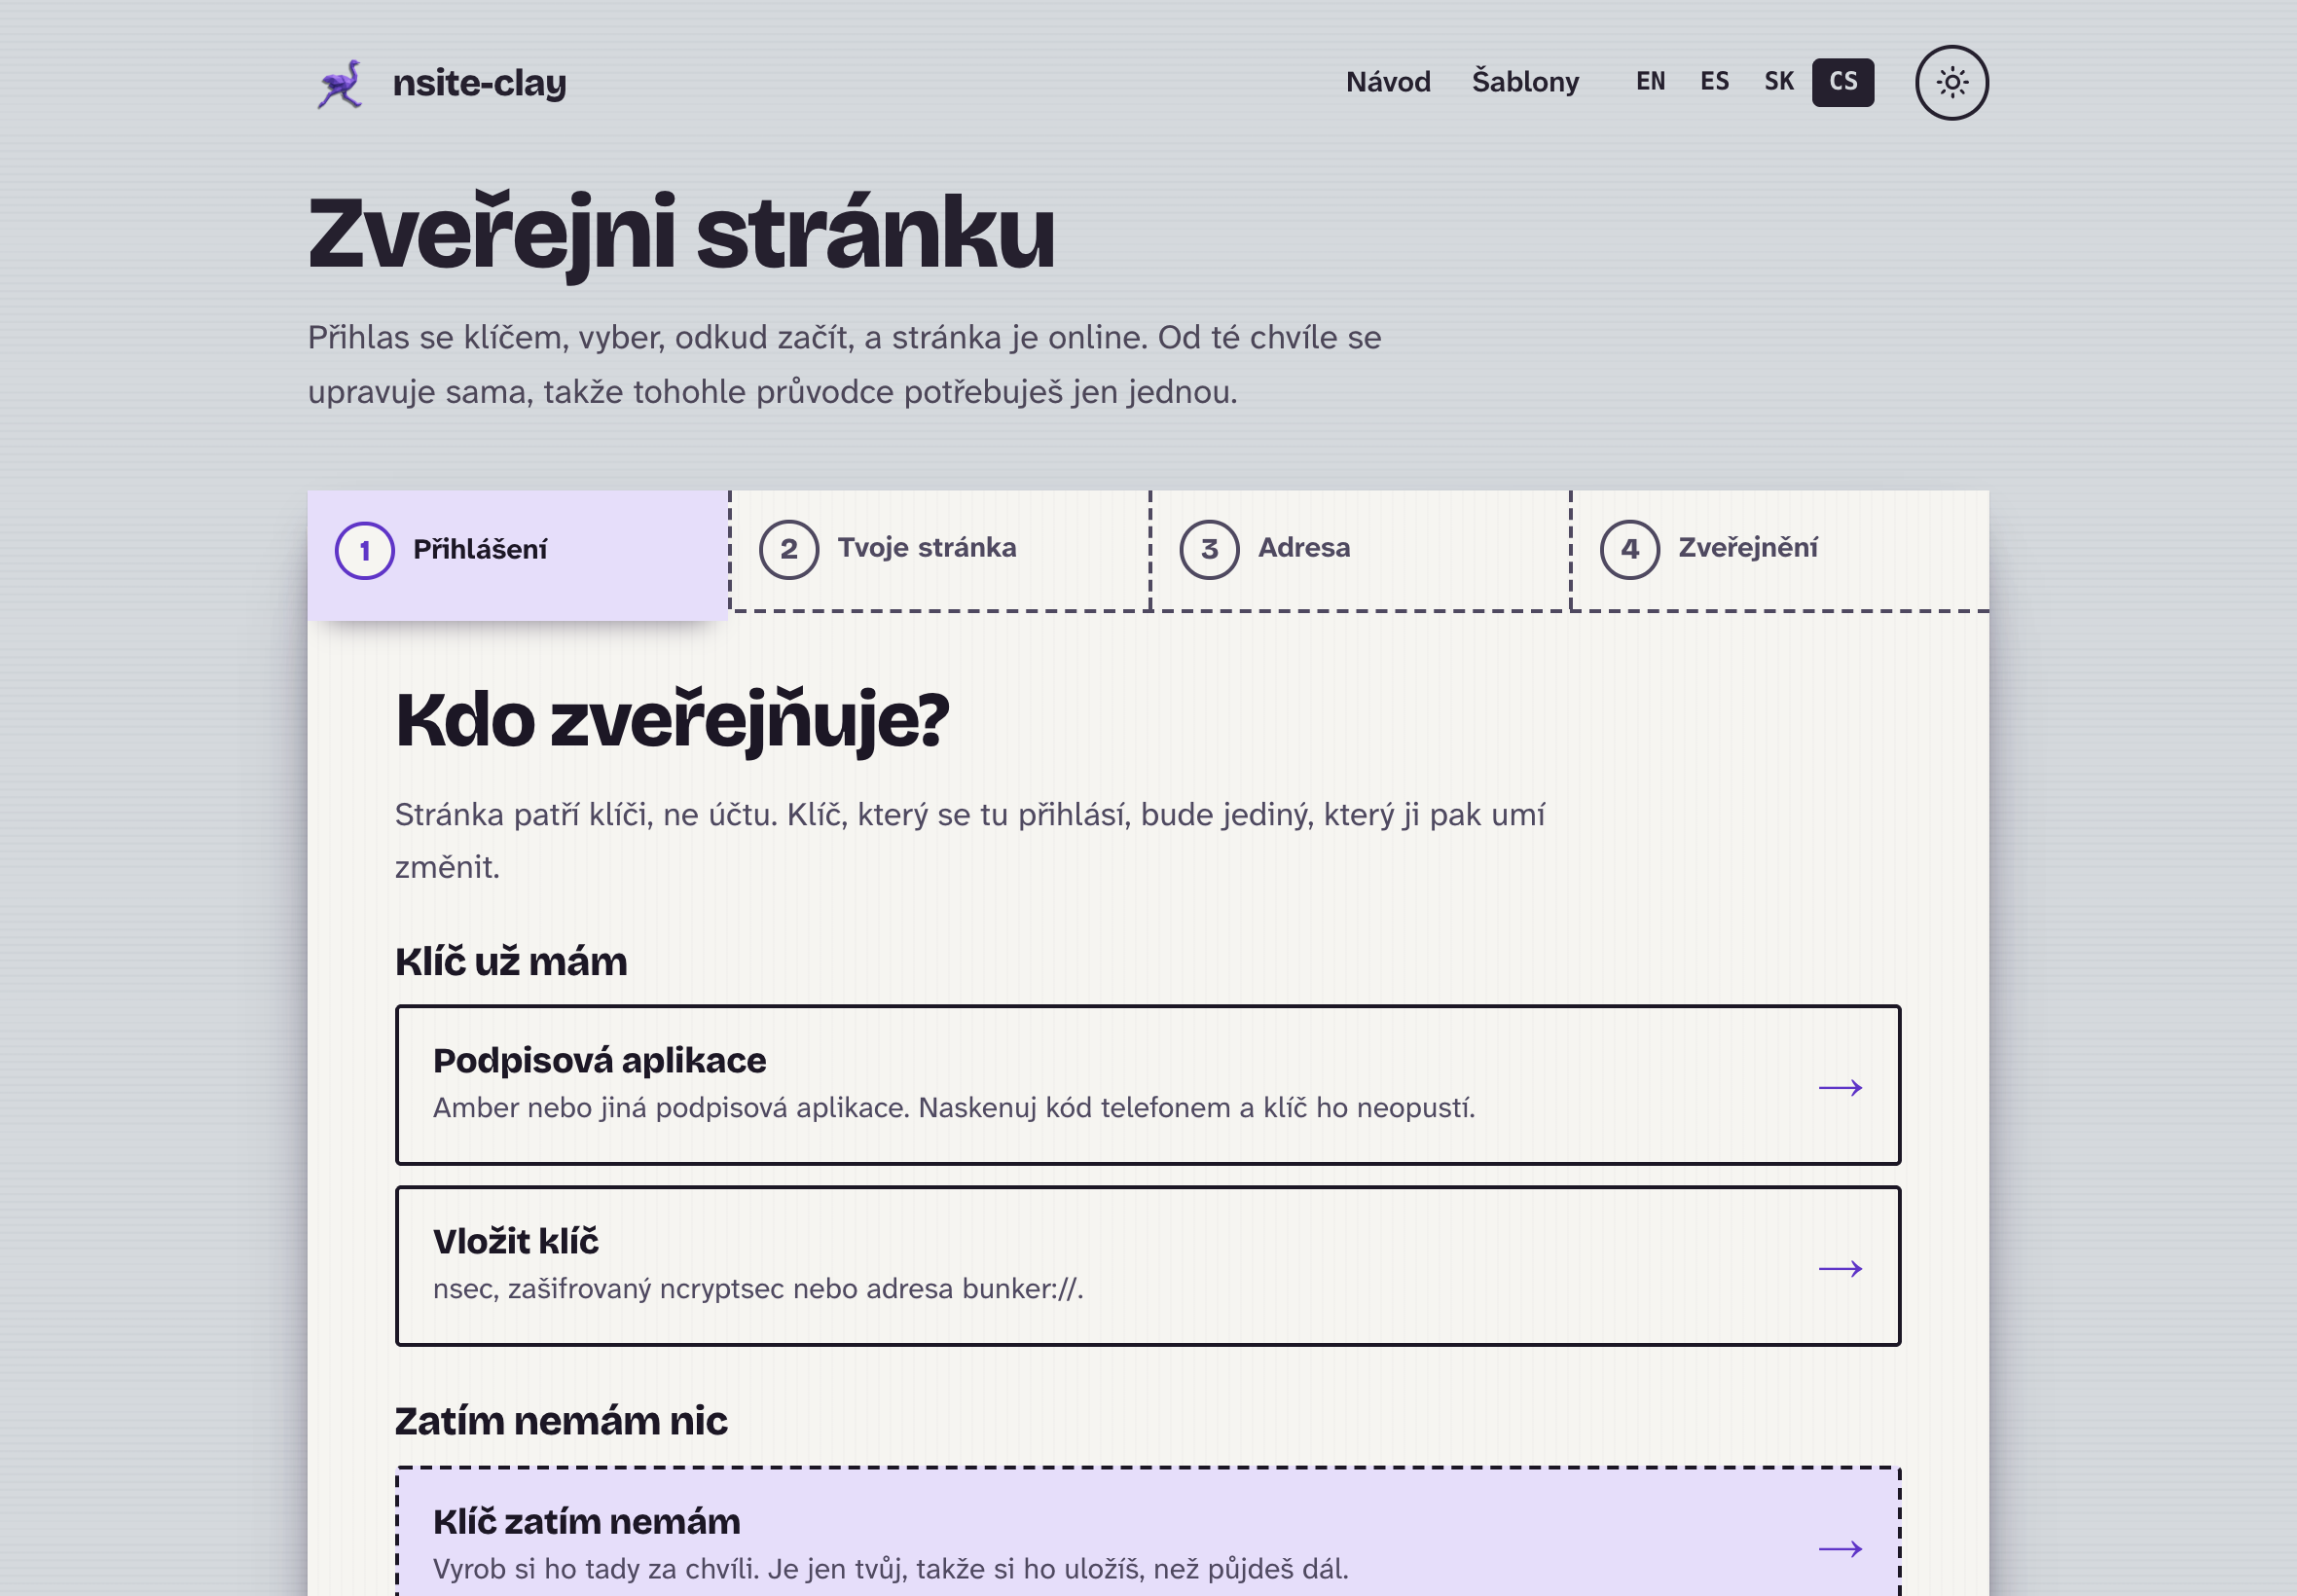 nsite-clay
Návod Šablony EN ES SK CS
Zveřejni stránku
Přihlas se klíčem, vyber, odkud začít, a stránka je online. Od té chvíle se
upravuje sama, takže tohohle průvodce potřebuješ jen jednou.
1 Přihlášení
2 Tvoje stránka
3 Adresa
4 Zveřejnění
Kdo zveřejňuje?
Stránka patří klíči, ne účtu. Klíč, který se tu přihlásí, bude jediný, který ji pak umí
změnit.
Klíč už mám
Podpisová aplikace
Amber nebo jiná podpisová aplikace. Naskenuj kód telefonem a klíč ho neopustí.
Vložit klíč
nsec, zašifrovaný ncryptsec nebo adresa bunker://.
Zatím nemám nic
Klíč zatím nemám
Vyrob si ho tady za chvíli. Je jen tvůj, takže si ho uložíš, než půjdeš dál.